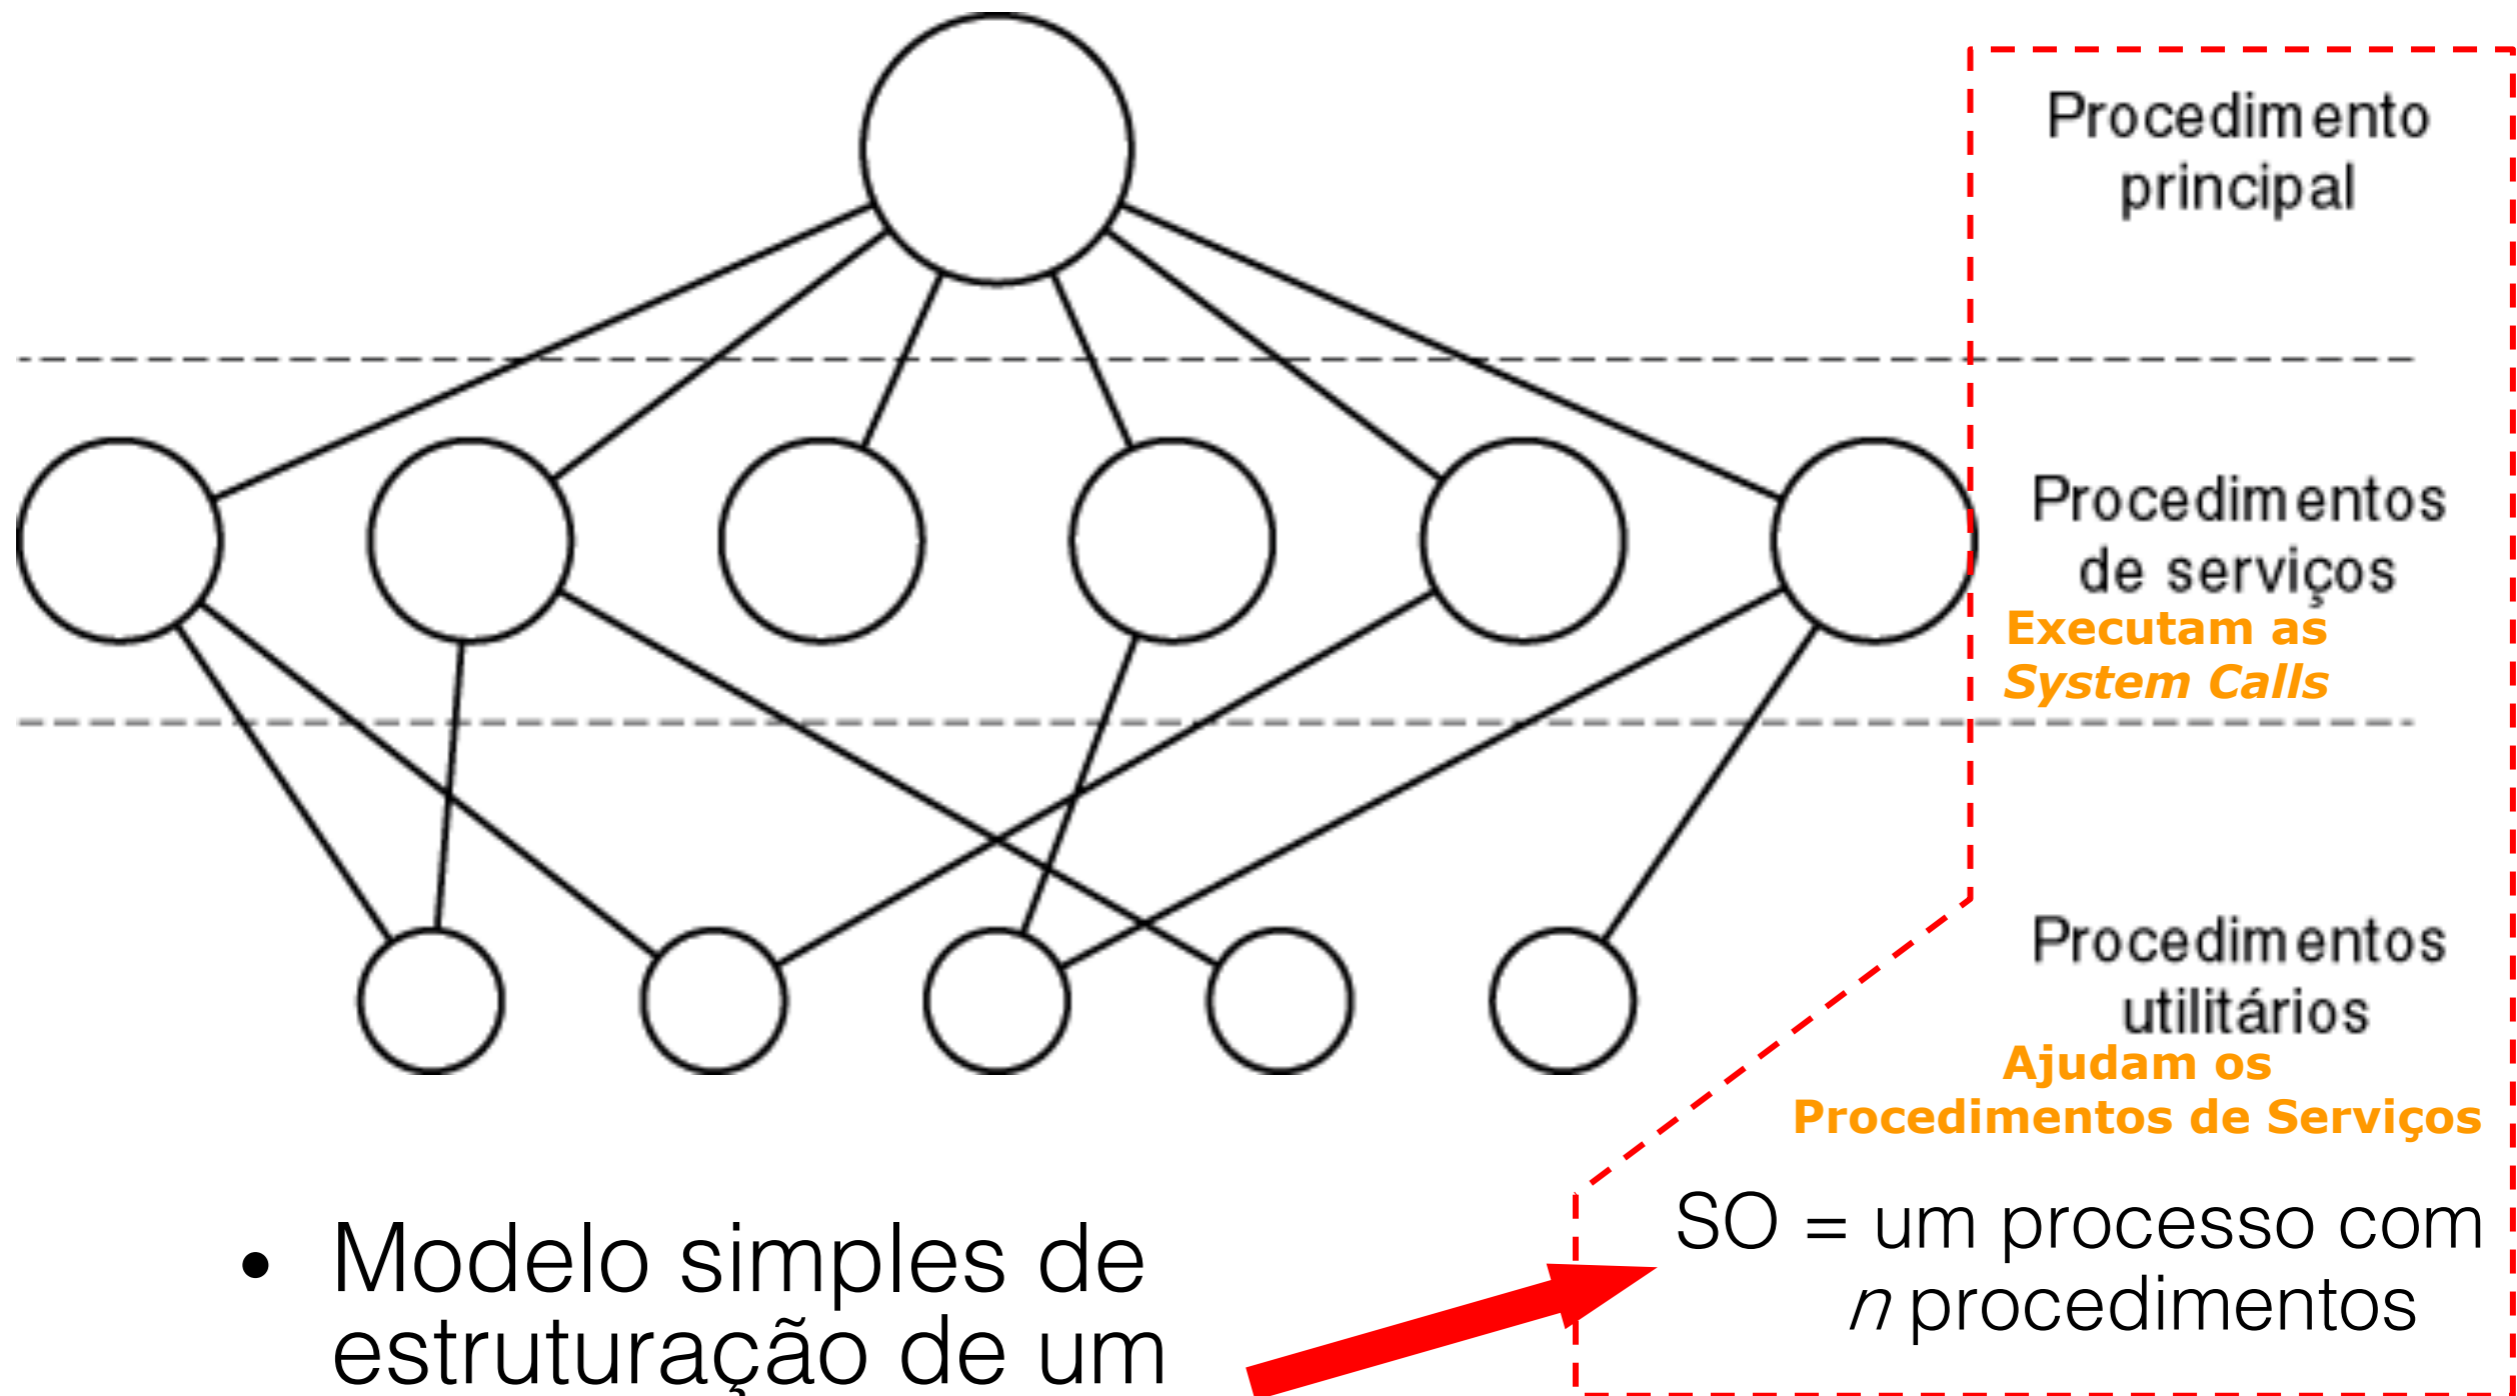 Procedimento
principal
Procedimentos
de serviços
Executam as
System Calls
Procedimentos
utilitários
Ajudam os
Procedimentos de Serviços
SO = um processo com
n procedimentos
• Modelo simples de
estruturação de um